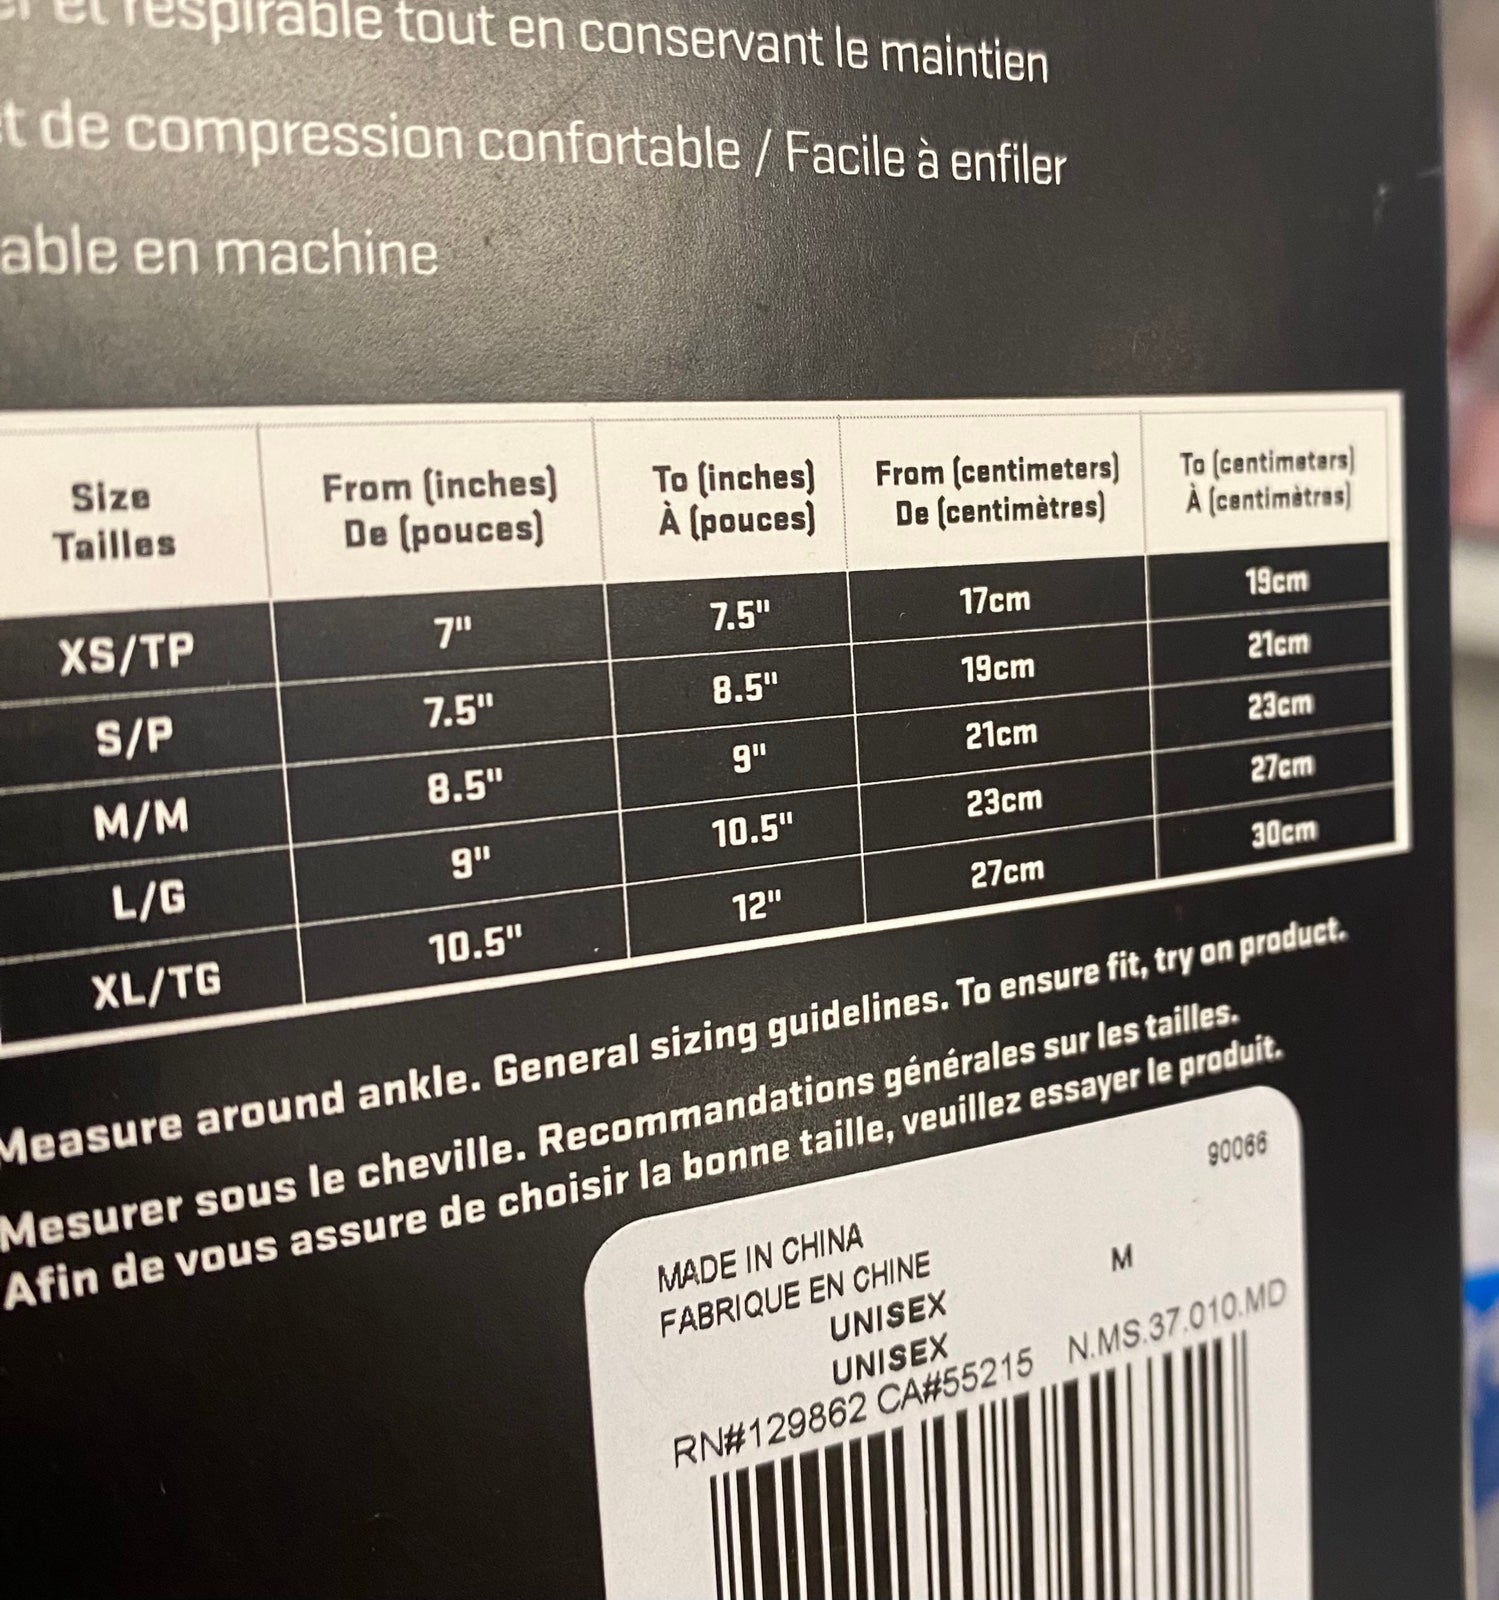 et respirable tout en conservant le maintien
de compression confortable / Facile à enfiler
en machine
Size From (inches) To (inches) From (centimeters) To (centimeters)
Tailles De (pouces) À (pouces) De (centimètres) À (centimètres)
XS/TP 7" 7.5" 17cm 19cm
S/P 7.5" 8.5" 19cm 21cm
M/M 8.5" 9" 21cm 23cm
L/G 9" 10.5" 23cm 27cm
XL/TG 10.5" 12" 27cm 30cm
Measure around ankle. General sizing guidelines. To ensure fit, try on product.
Mesurer sous le cheville. Recommandations générales sur les tailles.
Afin de vous assure de choisir la bonne taille, veuillez essayer le produit.
90066
MADE IN CHINA
FABRIQUE EN CHINE M
UNISEX
UNISEX
RN#129862 CA#55215 N.MS.37.010.MD